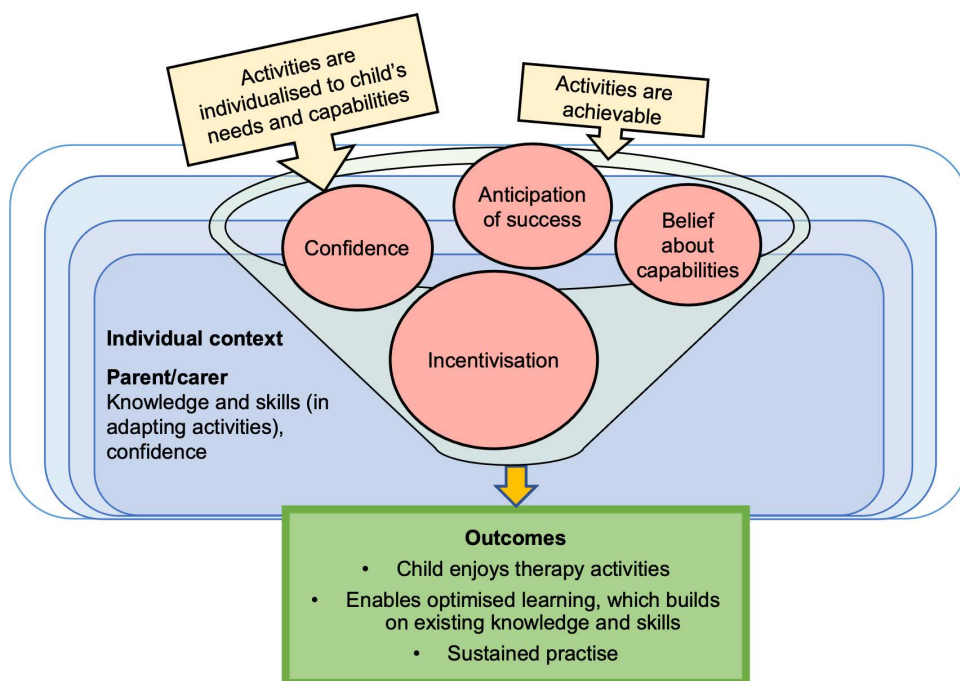 Activities are
individualised to child's
needs and capabilities
Activities are
achievable
Anticipation
of success
Confidence
Belief
about
capabilities
Incentivisation
Individual context
Parent/carer
Knowledge and skills (in
adapting activities),
confidence
Outcomes
• Child enjoys therapy activities
• Enables optimised learning, which builds
on existing knowledge and skills
• Sustained practise